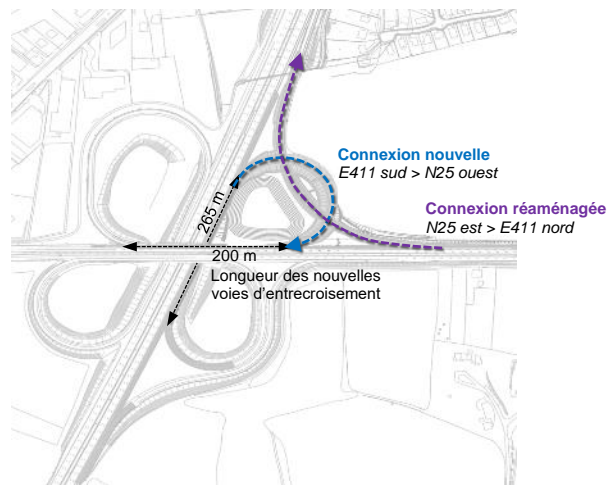 Connexion nouvelle
E411 sud > N25 ouest
Connexion réaménagée
N25 est > E411 nord
265 m
200 m
Longueur des nouvelles
voies d'entrecroisement